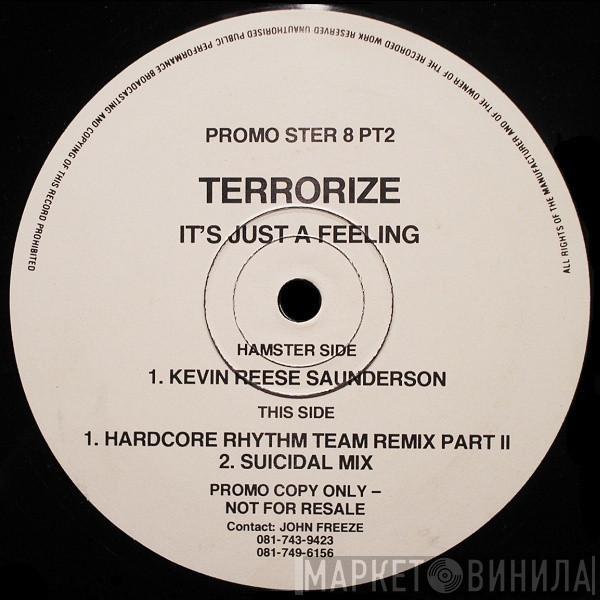 ALL RIGHTS OF THE MANUFACTURER AND OF THE OWNER OF THE RECORDED WORK RESERVED UNAUTHORISED PUBLIC PERFORMANCE BROADCASTING AND COPYING OF THIS RECORD PROHIBITED
PROMO STER 8 PT2
TERRORIZE
IT'S JUST A FEELING
HAMSTER SIDE
1. KEVIN REESE SAUNDERSON
THIS SIDE
1. HARDCORE RHYTHM TEAM REMIX PART II
2. SUICIDAL MIX
PROMO COPY ONLY –
NOT FOR RESALE
Contact: JOHN FREEZE
081-743-9423
081-749-6156
МАРКЕТ ВИНИЛА